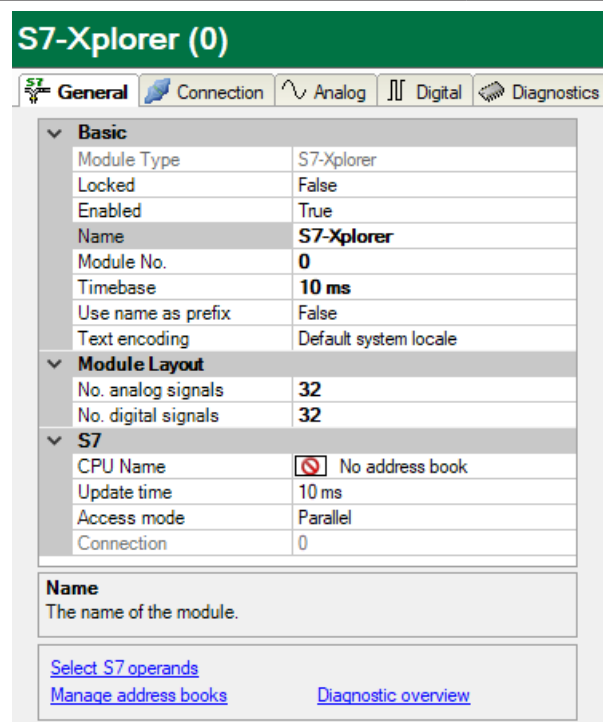 S7-Xplorer (0)
S7 General Connection Analog Digital Diagnostics
Basic
Module Type S7-Xplorer
Locked False
Enabled True
Name S7-Xplorer
Module No. 0
Timebase 10 ms
Use name as prefix False
Text encoding Default system locale
Module Layout
No. analog signals 32
No. digital signals 32
S7
CPU Name No address book
Update time 10 ms
Access mode Parallel
Connection 0
Name
The name of the module.
Select S7 operands
Manage address books Diagnostic overview